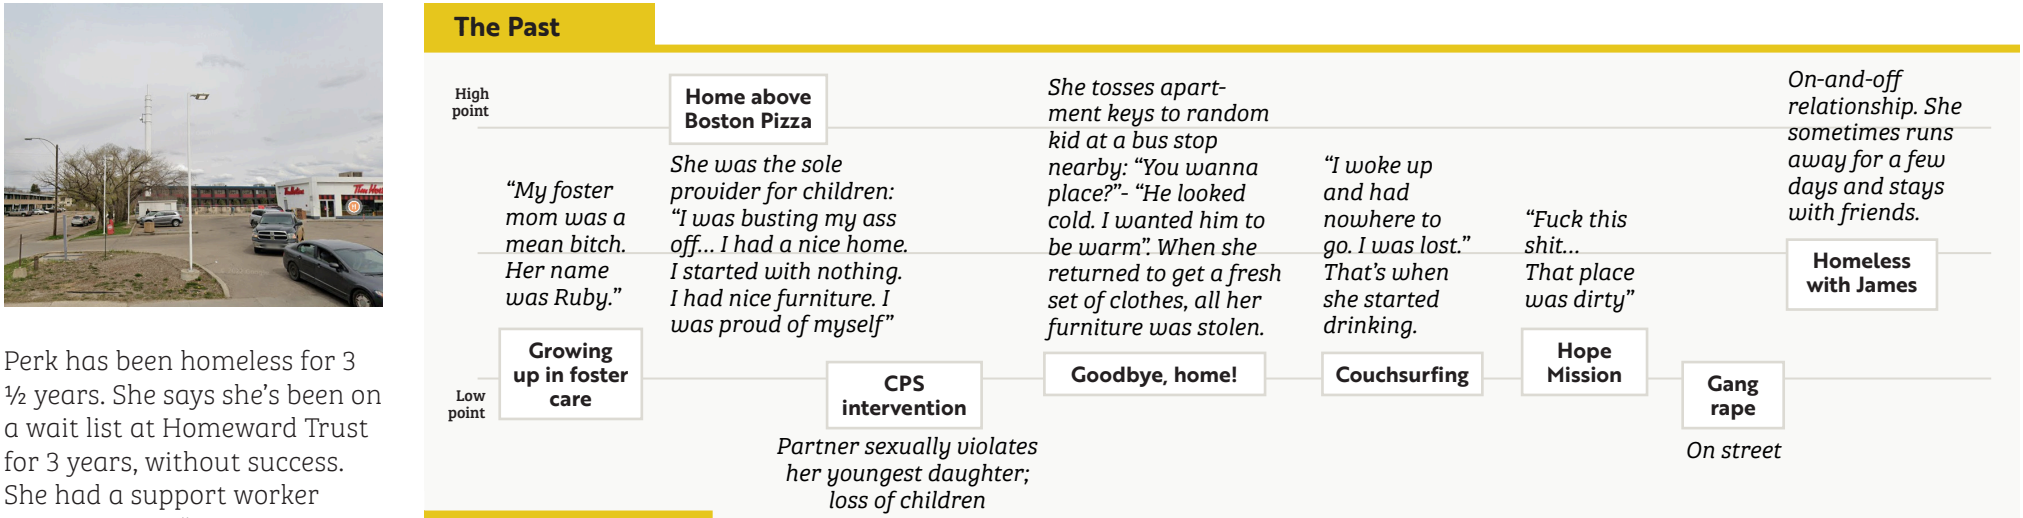 Perk has been homeless for 3
½ years. She says she’s been on
a wait list at Homeward Trust
for 3 years, without success.
She had a support worker
The Past
High
point
Low
point
“My foster
mom was a
mean bitch.
Her name
was Ruby.”
Growing
up in foster
care
Home above
Boston Pizza
She was the sole
provider for children:
“I was busting my ass
off... I had a nice home.
I started with nothing.
I had nice furniture. I
was proud of myself”
CPS
intervention
Partner sexually violates
her youngest daughter;
loss of children
She tosses apart-
ment keys to random
kid at a bus stop
nearby: “You wanna
place?”- “He looked
cold. I wanted him to
be warm”. When she
returned to get a fresh
set of clothes, all her
furniture was stolen.
Goodbye, home!
“I woke up
and had
nowhere to
go. I was lost.”
That’s when
she started
drinking.
Couchsurfing
“Fuck this
shit...
That place
was dirty”
Hope
Mission
Gang
rape
On street
On-and-off
relationship. She
sometimes runs
away for a few
days and stays
with friends.
Homeless
with James